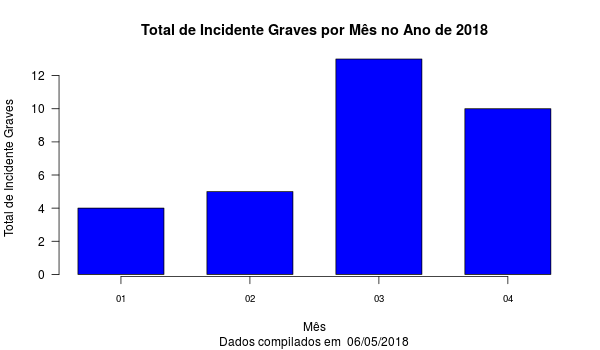 Total de Incidente Graves por Mês no Ano de 2018
Total de Incidente Graves
12
10
8
6
4
2
0
01 02 03 04
Mês
Dados compilados em 06/05/2018